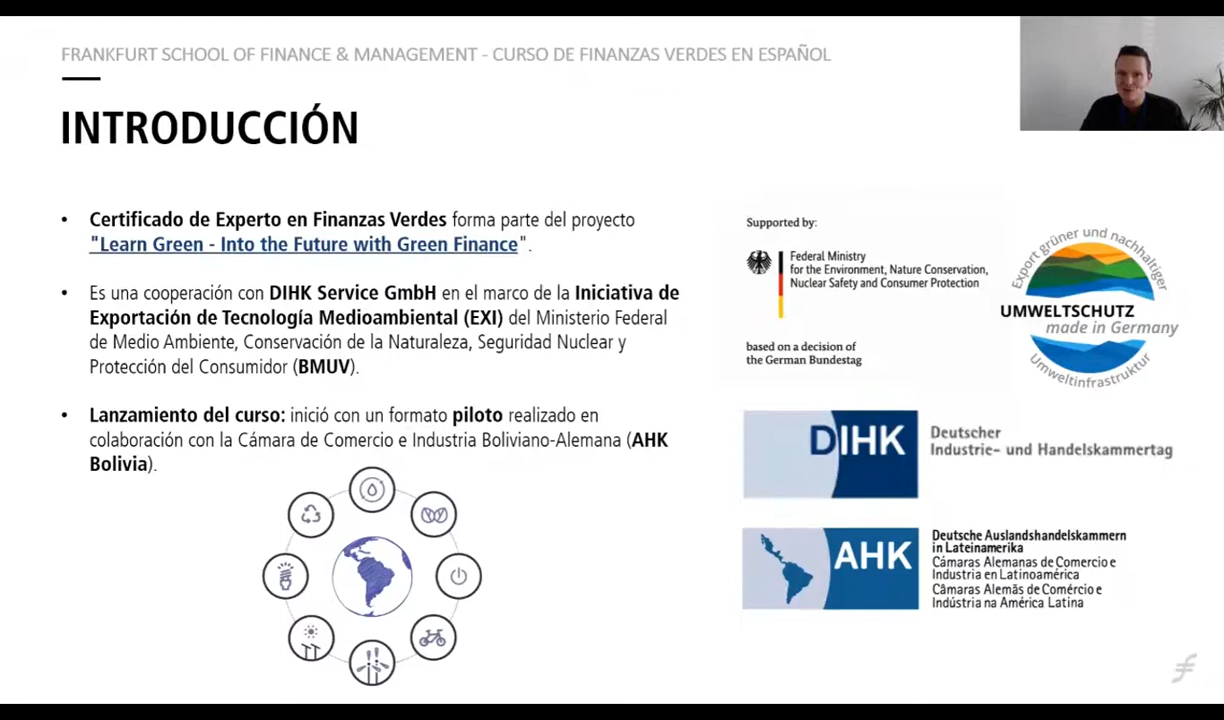 FRANKFURT SCHOOL OF FINANCE & MANAGEMENT - CURSO DE FINANZAS VERDES EN ESPAÑOL
INTRODUCCIÓN
• Certificado de Experto en Finanzas Verdes forma parte del proyecto
"Learn Green - Into the Future with Green Finance".
• Es una cooperación con DIHK Service GmbH en el marco de la Iniciativa de
Exportación de Tecnología Medioambiental (EXI) del Ministerio Federal
de Medio Ambiente, Conservación de la Naturaleza, Seguridad Nuclear y
Protección del Consumidor (BMUV).
• Lanzamiento del curso: inició con un formato piloto realizado en
colaboración con la Cámara de Comercio e Industria Boliviano-Alemana (AHK
Bolivia).
Supported by:
Federal Ministry
for the Environment, Nature Conservation,
Nuclear Safety and Consumer Protection
based on a decision of
the German Bundestag
Export grüner und nachhaltiger
UMWELTSCHUTZ
made in Germany
Umweltinfrastruktur
DIHK
Deutscher
Industrie- und Handelskammertag
AHK
Deutsche Auslandshandelskammern
in Lateinamerika
Cámaras Alemanas de Comercio e
Industria en Latinoamérica
Câmaras Alemãs de Comércio e
Indústria na América Latina